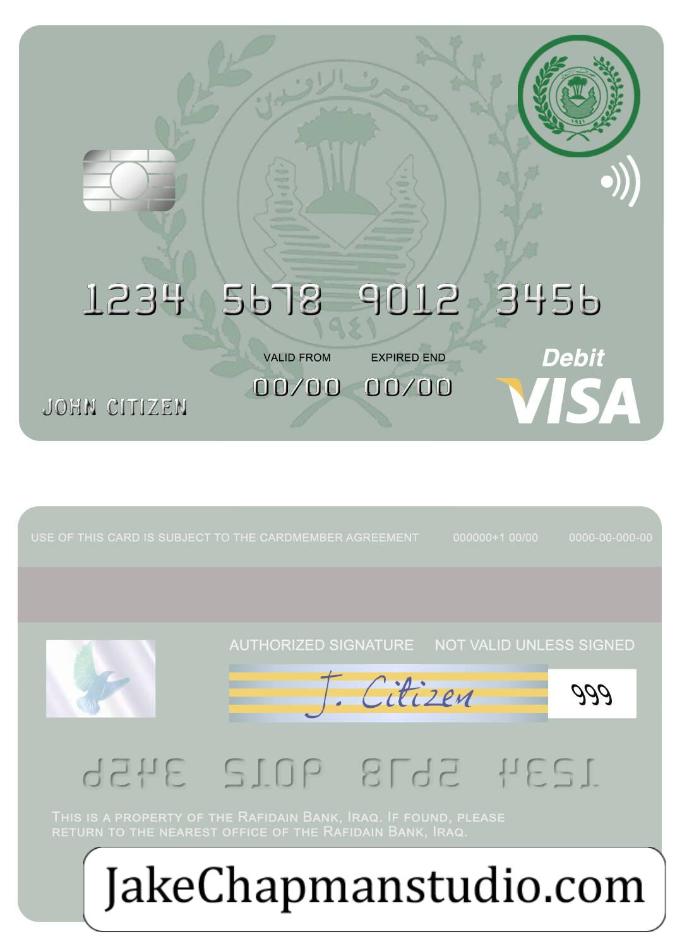 مصرف الرافدين
1234 5678 9012 3456
١٩٤١
VALID FROM EXPIRED END
00/00 00/00
JOHN CITIZEN
Debit
VISA
USE OF THIS CARD IS SUBJECT TO THE CARDMEMBER AGREEMENT 000000+1 00/00 0000-00-000-00
AUTHORIZED SIGNATURE NOT VALID UNLESS SIGNED
J. Citizen 999
1234 5678 9012 3456
THIS IS A PROPERTY OF THE RAFIDAIN BANK, IRAQ. IF FOUND, PLEASE
RETURN TO THE NEAREST OFFICE OF THE RAFIDAIN BANK, IRAQ.
JakeChapmanstudio.com